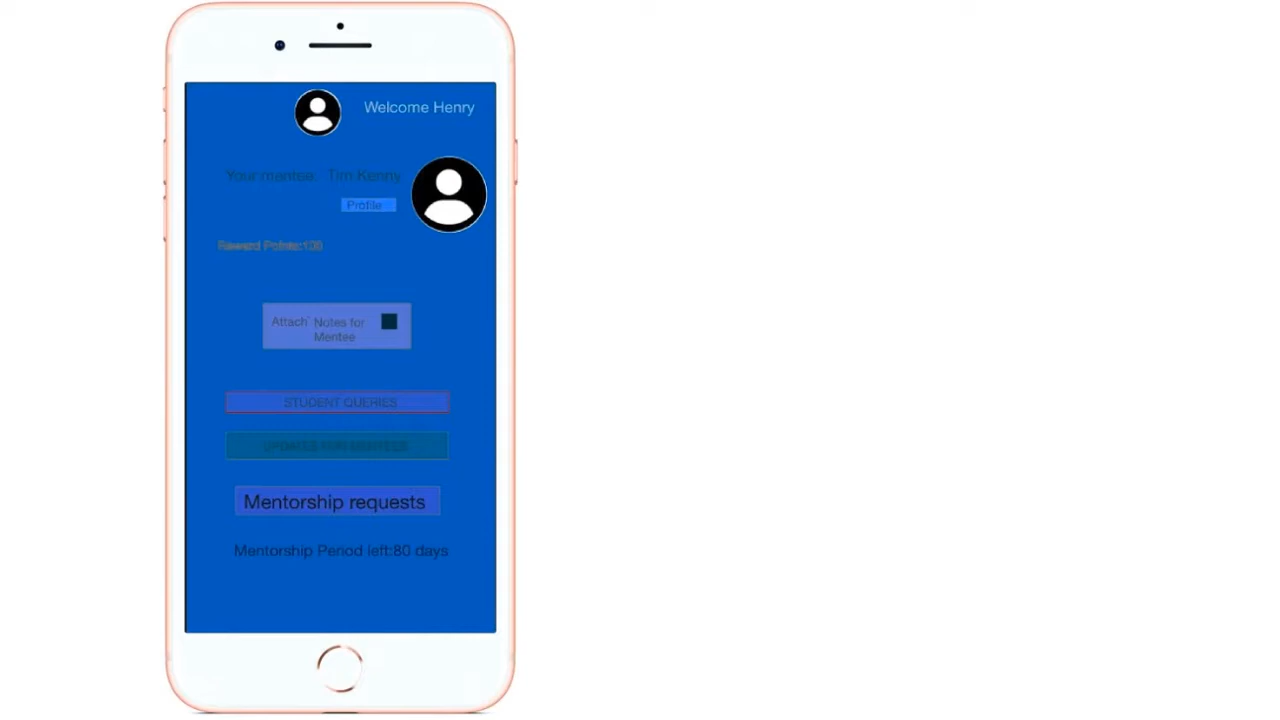 Welcome Henry
Your mentee: Tim Kenny
Profile
Reward Points:100
Attach Notes for
Mentee
STUDENT QUERIES
Mentorship requests
Mentorship Period left:80 days